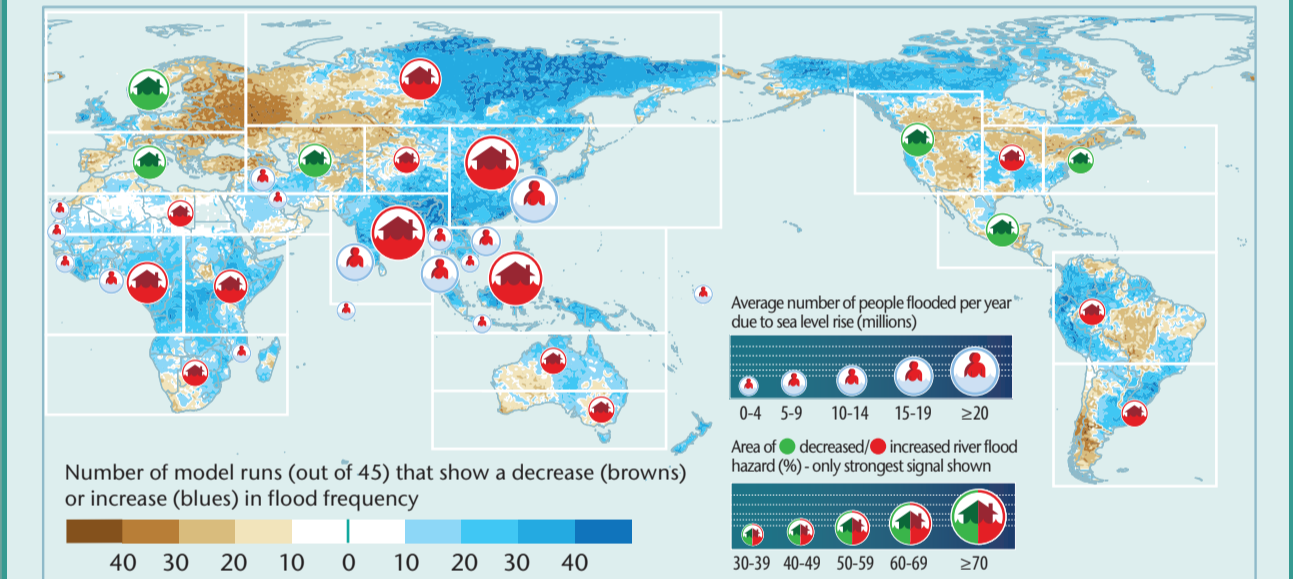 Average number of people flooded per year
due to sea level rise (millions)
0-4 5-9 10-14 15-19 ≥20
Area of decreased/ increased river flood
hazard (%) - only strongest signal shown
30-39 40-49 50-59 60-69 ≥70
Number of model runs (out of 45) that show a decrease (browns)
or increase (blues) in flood frequency
40 30 20 10 0 10 20 30 40